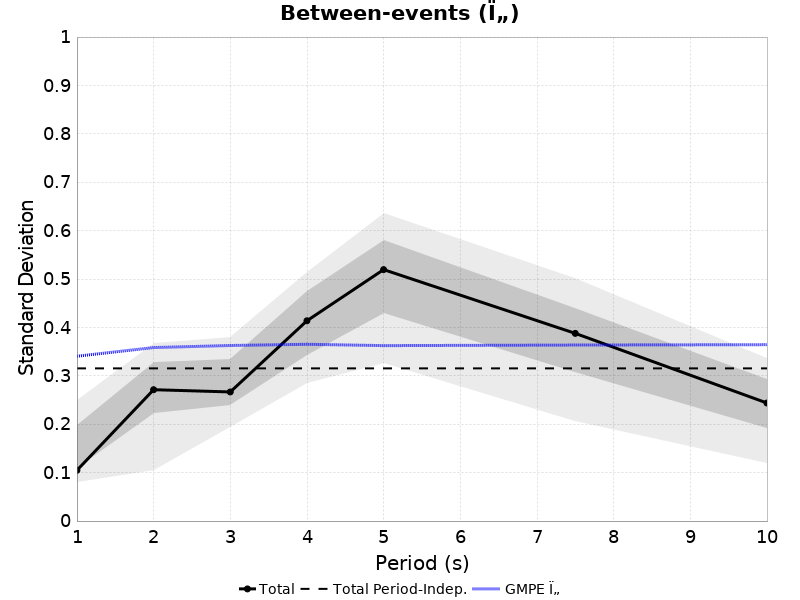 Between-events (Ï„)
1
0.9
0.8
0.7
0.6
0.5
0.4
0.3
0.2
0.1
0
Standard Deviation
1 2 3 4 5 6 7 8 9 10
Period (s)
Total Total Period-Indep. GMPE Ï„